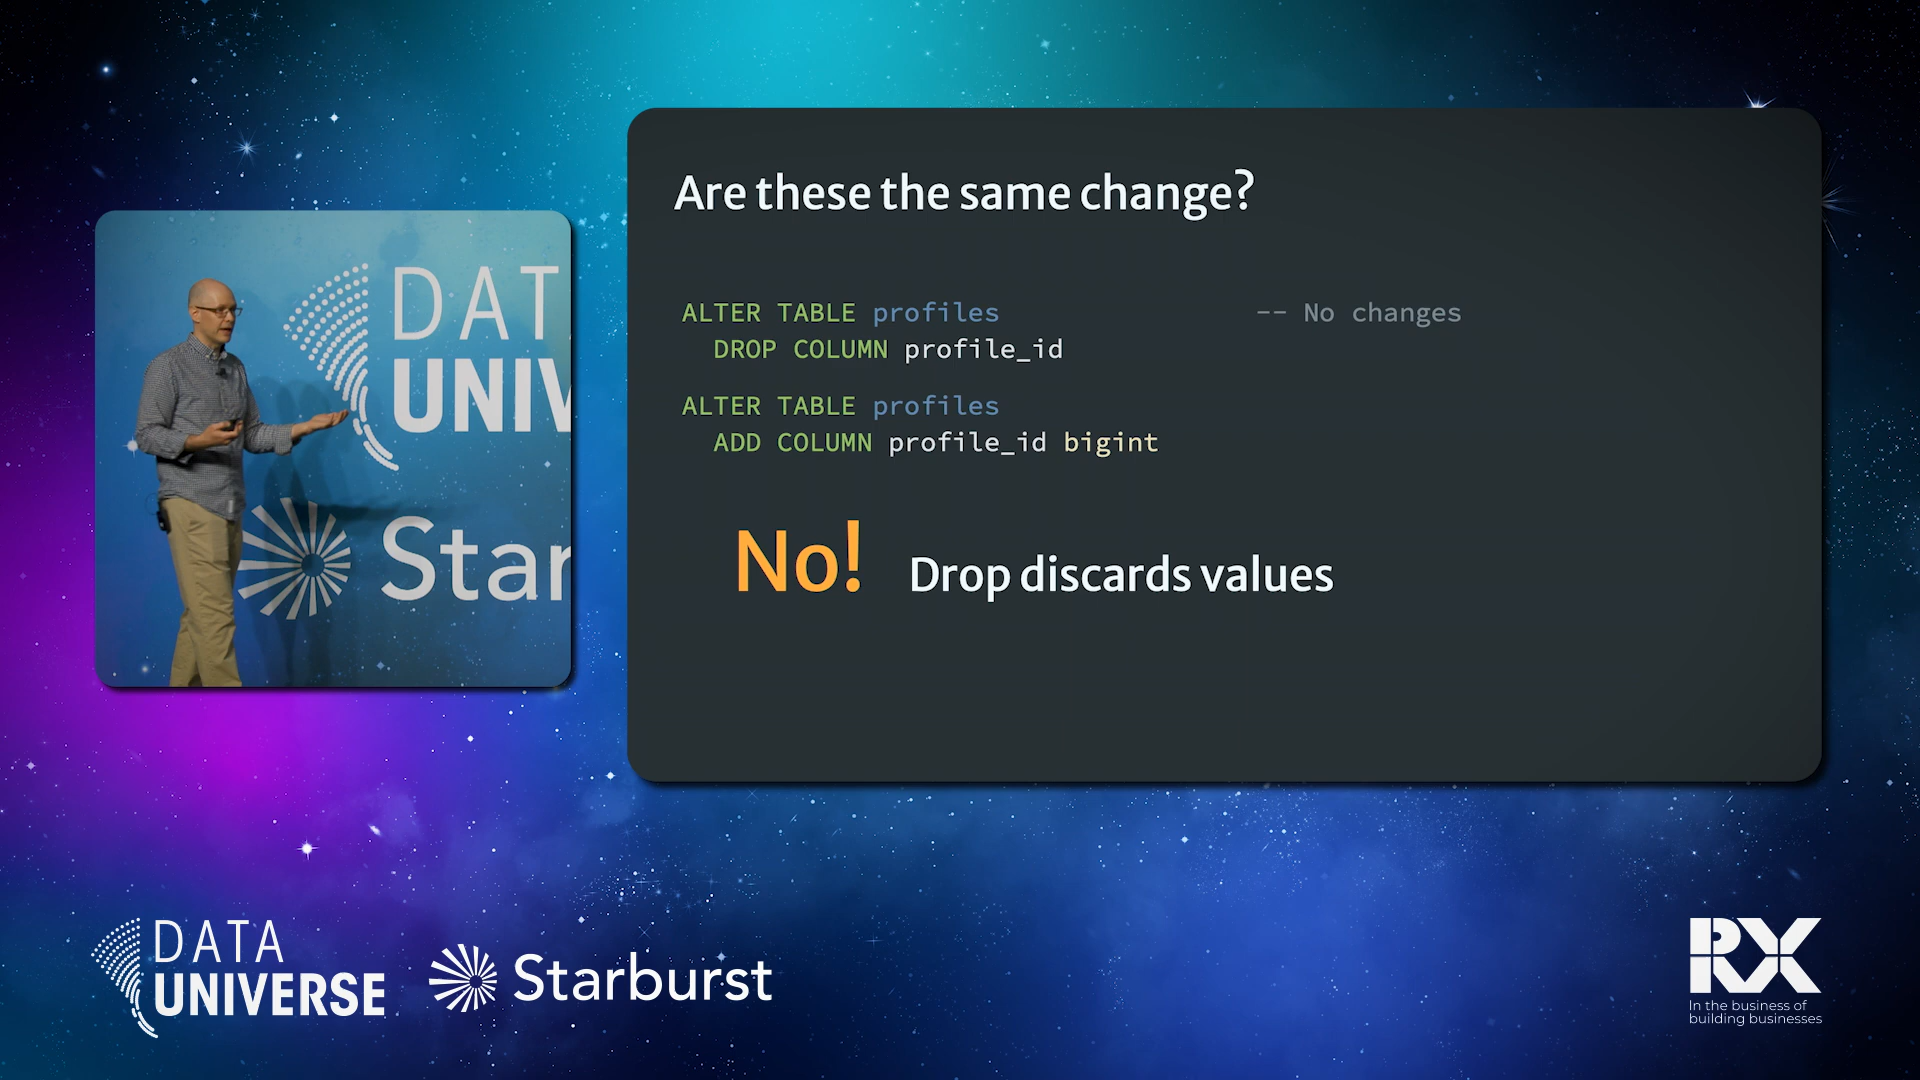 Are these the same change?
ALTER TABLE profiles
DROP COLUMN profile_id
-- No changes
ALTER TABLE profiles
ADD COLUMN profile_id bigint
No! Drop discards values
DAT
UNIV
Star
DATA
UNIVERSE
Starburst
RX
In the business of
building businesses